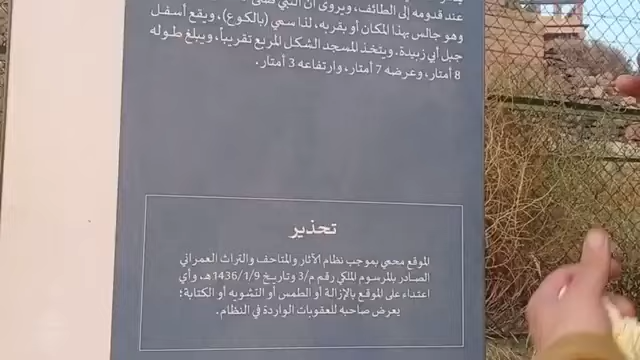 عند قدومه إلى الطائف، ويروى أن النبي
وهو جالس بهذا المكان أو بقربه، لذا سمي (بالكوع)، ويقع أسفل
جبل أبي زبيدة. ويتخذ المسجد الشكل المربع تقريباً، ويبلغ طوله
8 أمتار، وعرضه 7 أمتار، وارتفاعه 3 أمتار.
تحذير
الموقع محمي بموجب نظام الآثار والمتاحف والتراث العمراني
الصادر بالمرسوم الملكي رقم م/3 وتاريخ 1436/1/9هـ، وأي
اعتداء على الموقع بالإزالة أو الطمس أو التشويه أو الكتابة؛
يعرض صاحبه للعقوبات الواردة في النظام.